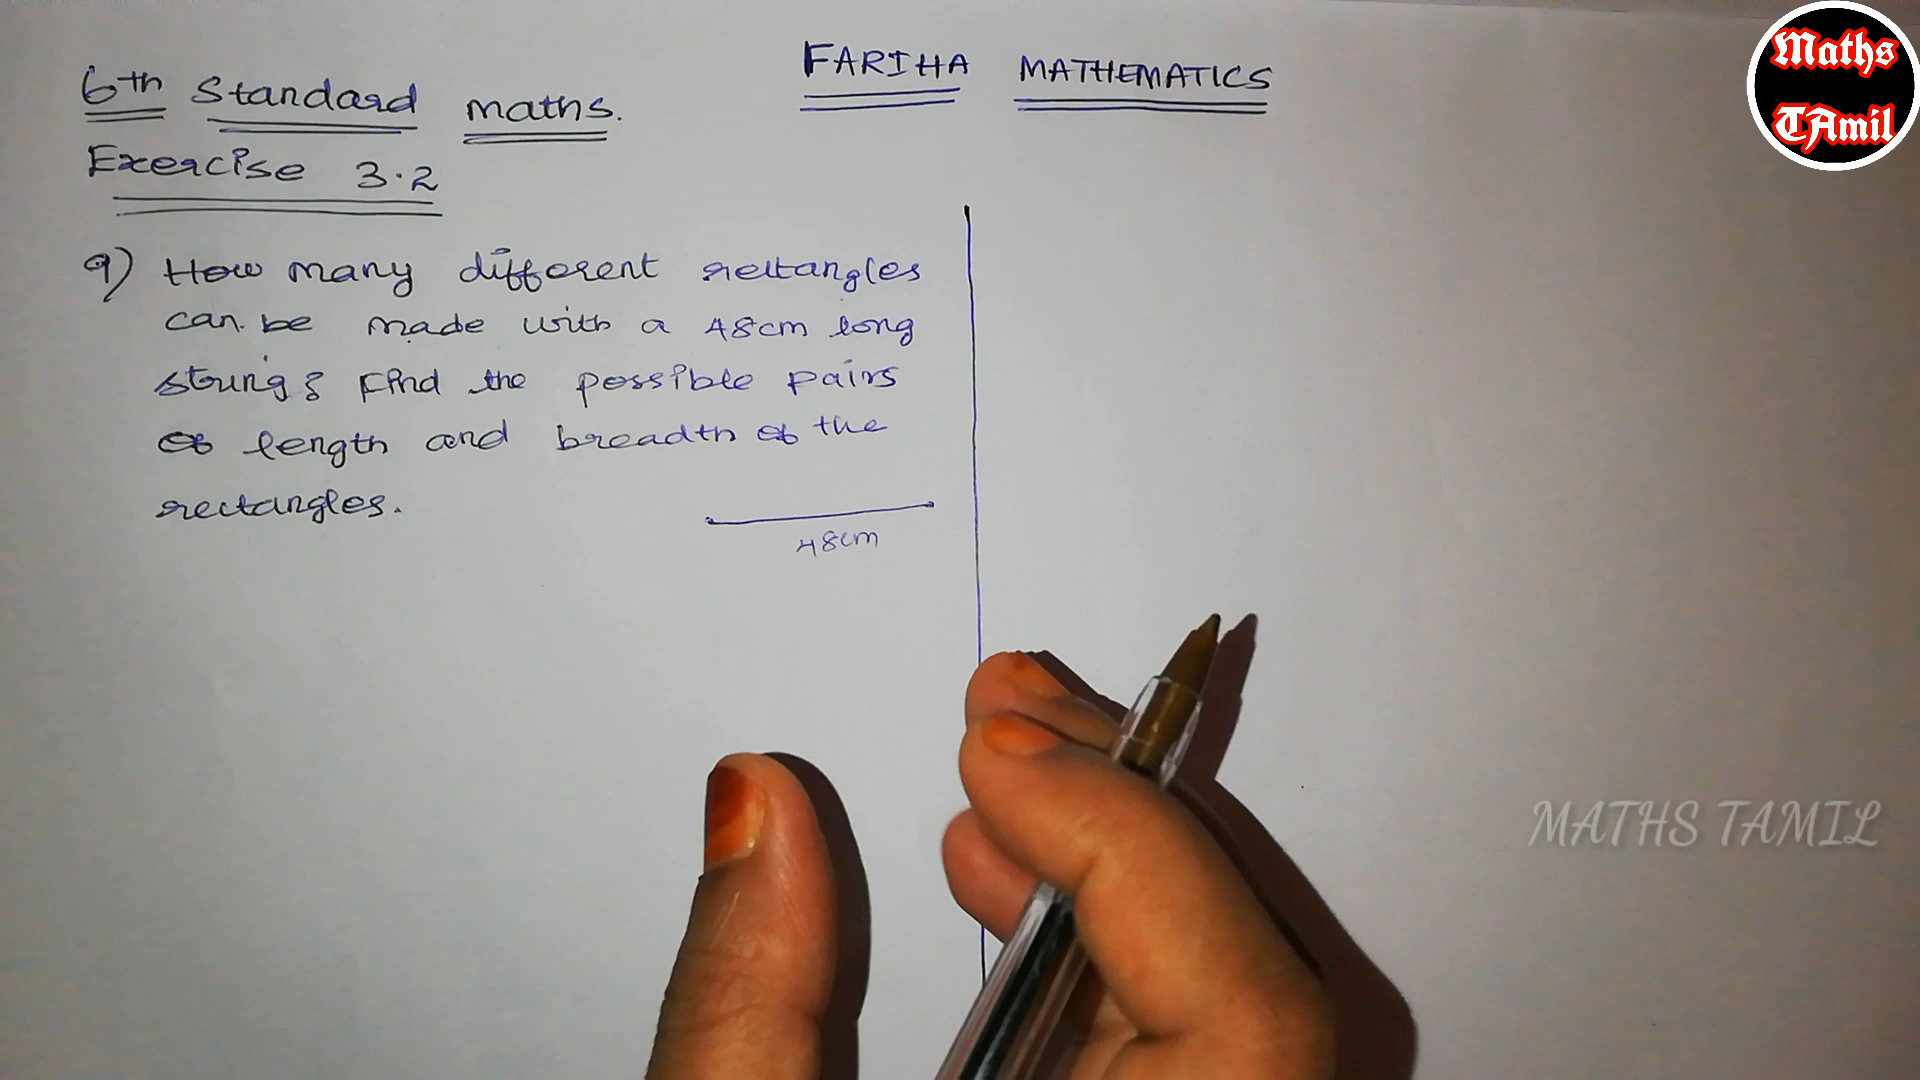 6th Standard maths.
FARIHA MATHEMATICS
Maths
TAmil
Exercise 3.2
9) How many different rectangles
can be made with a 48cm long
string? Find the possible pairs
of length and breadth of the
rectangles.
48cm
MATHS TAMIL